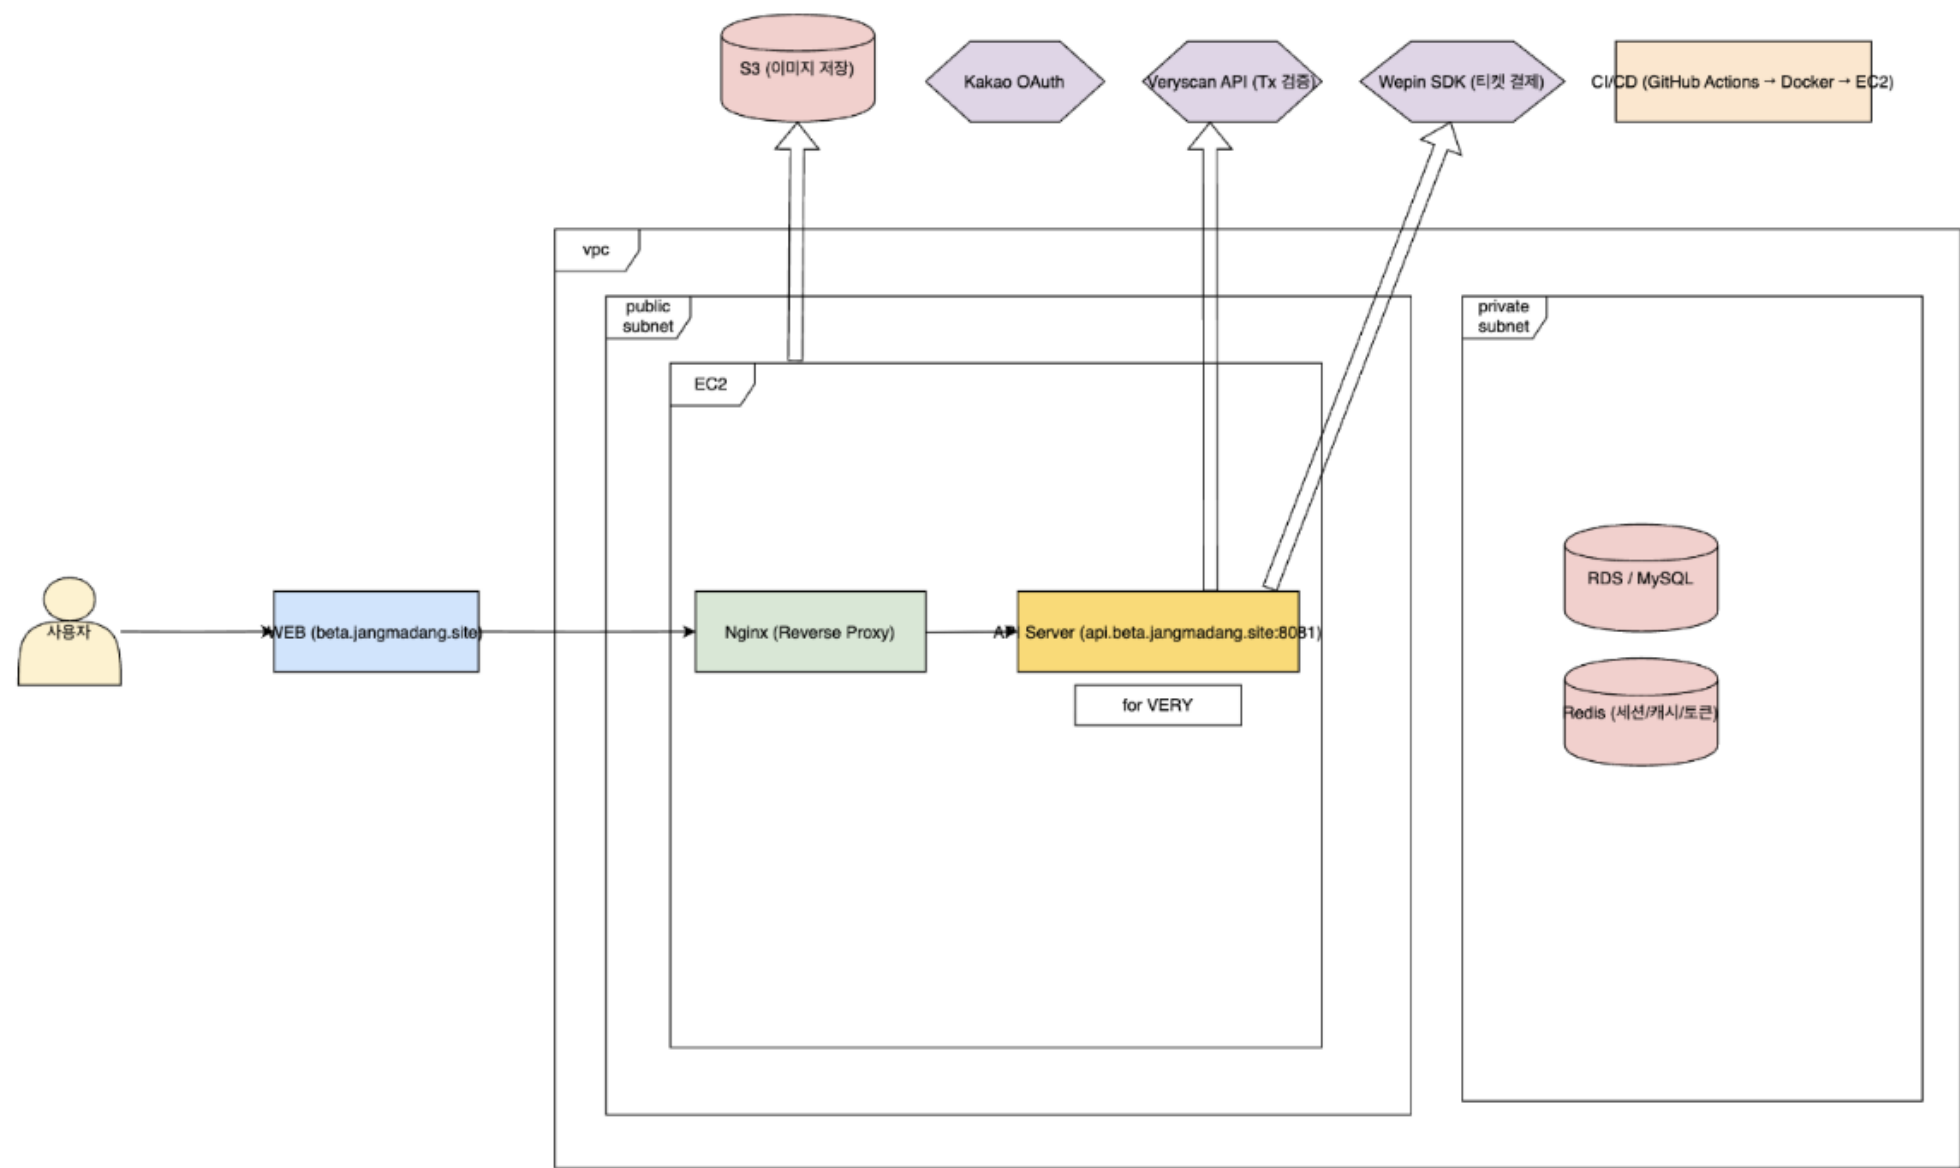 S3 (이미지 저장)
Kakao OAuth
Veryscan API (Tx 검증)
Wepin SDK (티켓 결제)
CI/CD (GitHub Actions → Docker → EC2)
vpc
public
subnet
private
subnet
EC2
RDS / MySQL
사용자
WEB (beta.jangmadang.site)
Nginx (Reverse Proxy)
API Server (api.beta.jangmadang.site:8081)
for VERY
Redis (세션/캐시/토큰)